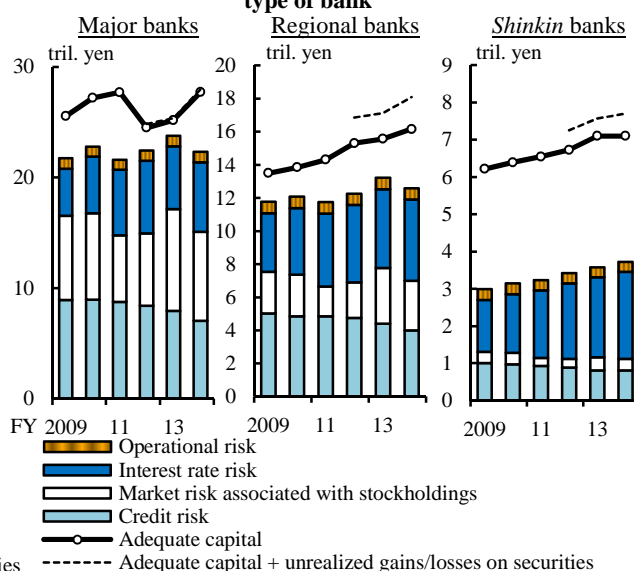 type of bank
Major banks Regional banks Shinkin banks
tril. yen tril. yen tril. yen
30 20 9
18 8
16 7
20 14 6
12 5
10 4
8 3
10 6 2
4 1
2
0 0 0
FY 2009 11 13 2009 11 13 2009 11 13
Operational risk
Interest rate risk
Market risk associated with stockholdings
Credit risk
Adequate capital
ies Adequate capital + unrealized gains/losses on securities